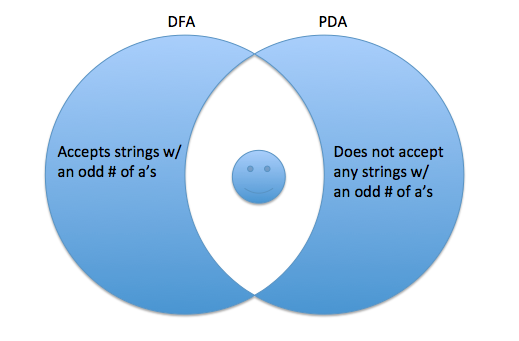 DFA
PDA
Accepts strings w/
an odd # of a's
Does not accept
any strings w/
an odd # of a's